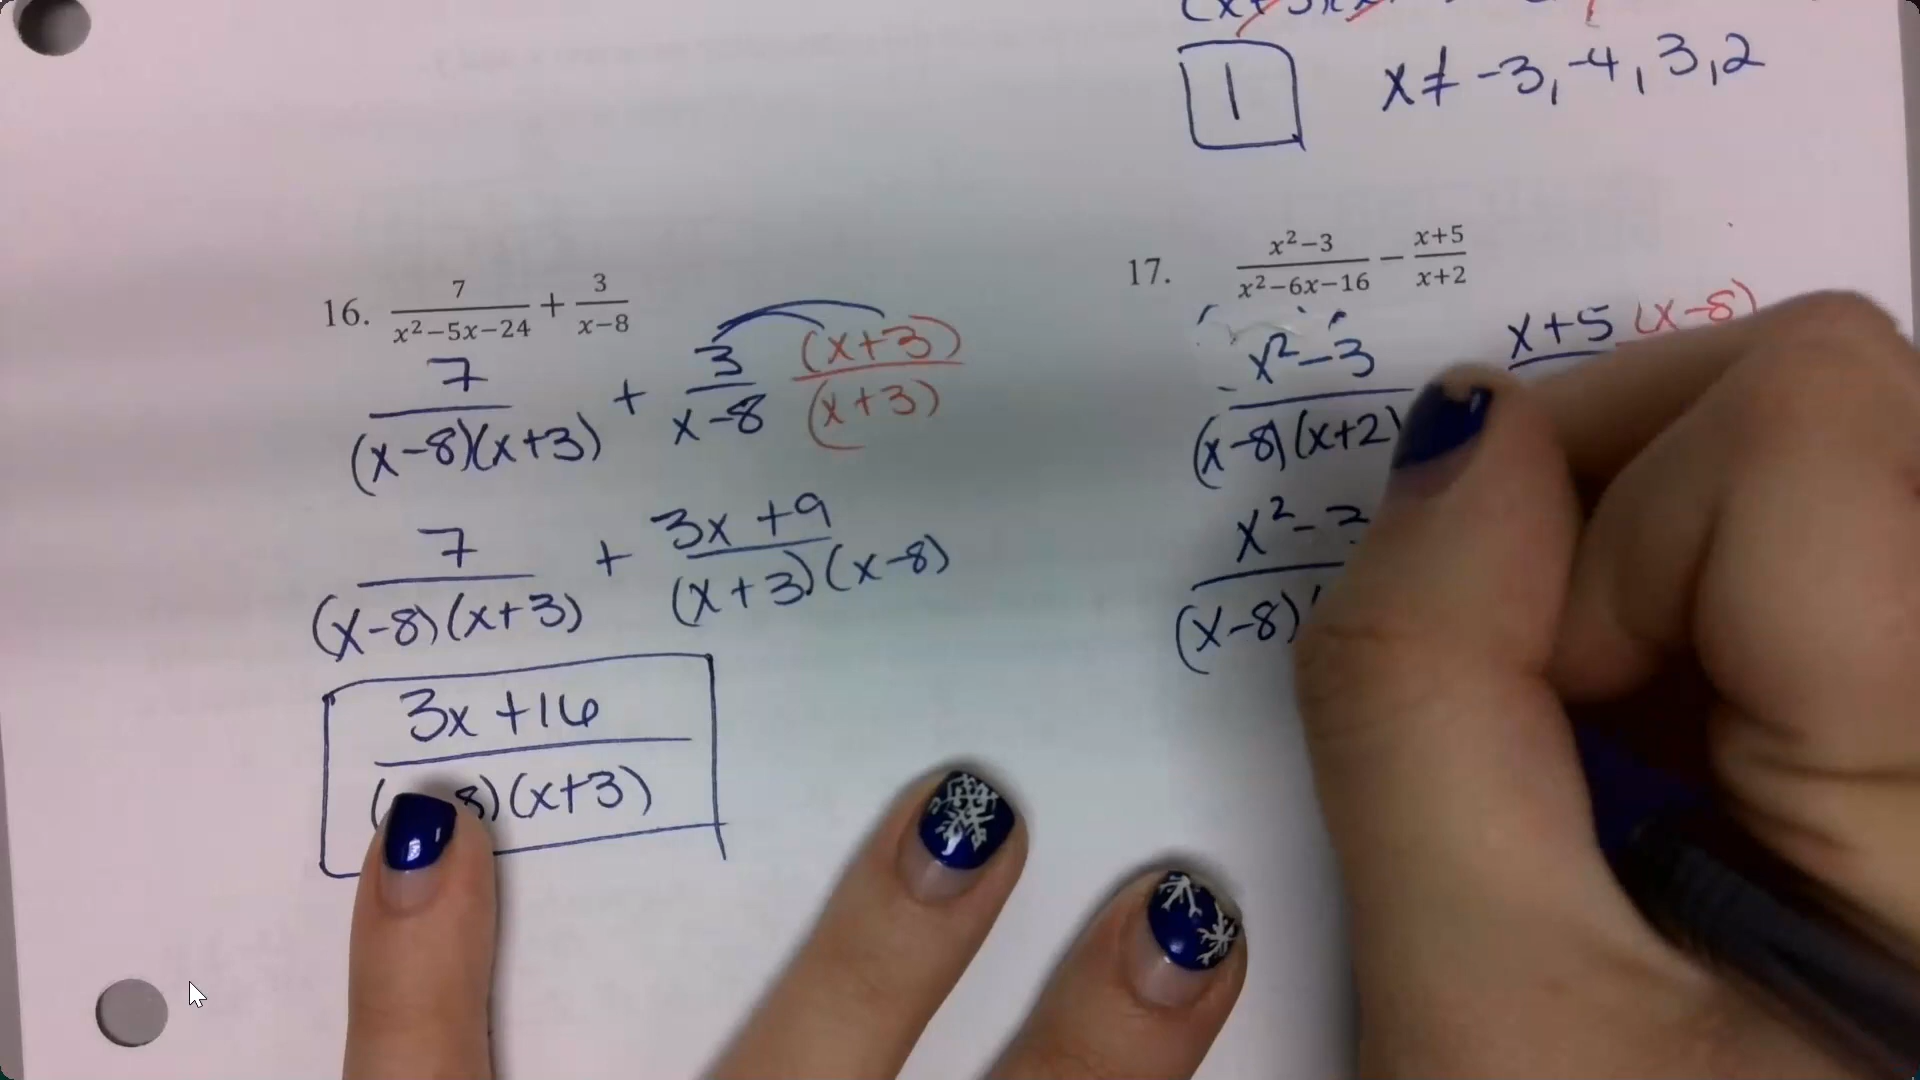 1 x ≠ -3, -4, 3, 2
16. 7/(x²-5x-24) + 3/(x-8)
7/((x-8)(x+3)) + 3/(x-8) (x+3)/(x+3)
7/((x-8)(x+3)) + (3x+9)/((x+3)(x-8))
3x+16
8)(x+3)
17. (x²-3)/(x²-6x-16) - (x+5)/(x+2)
x²-3 x+5 (x-8)
(x-8)(x+2)
x²-
(x-8)